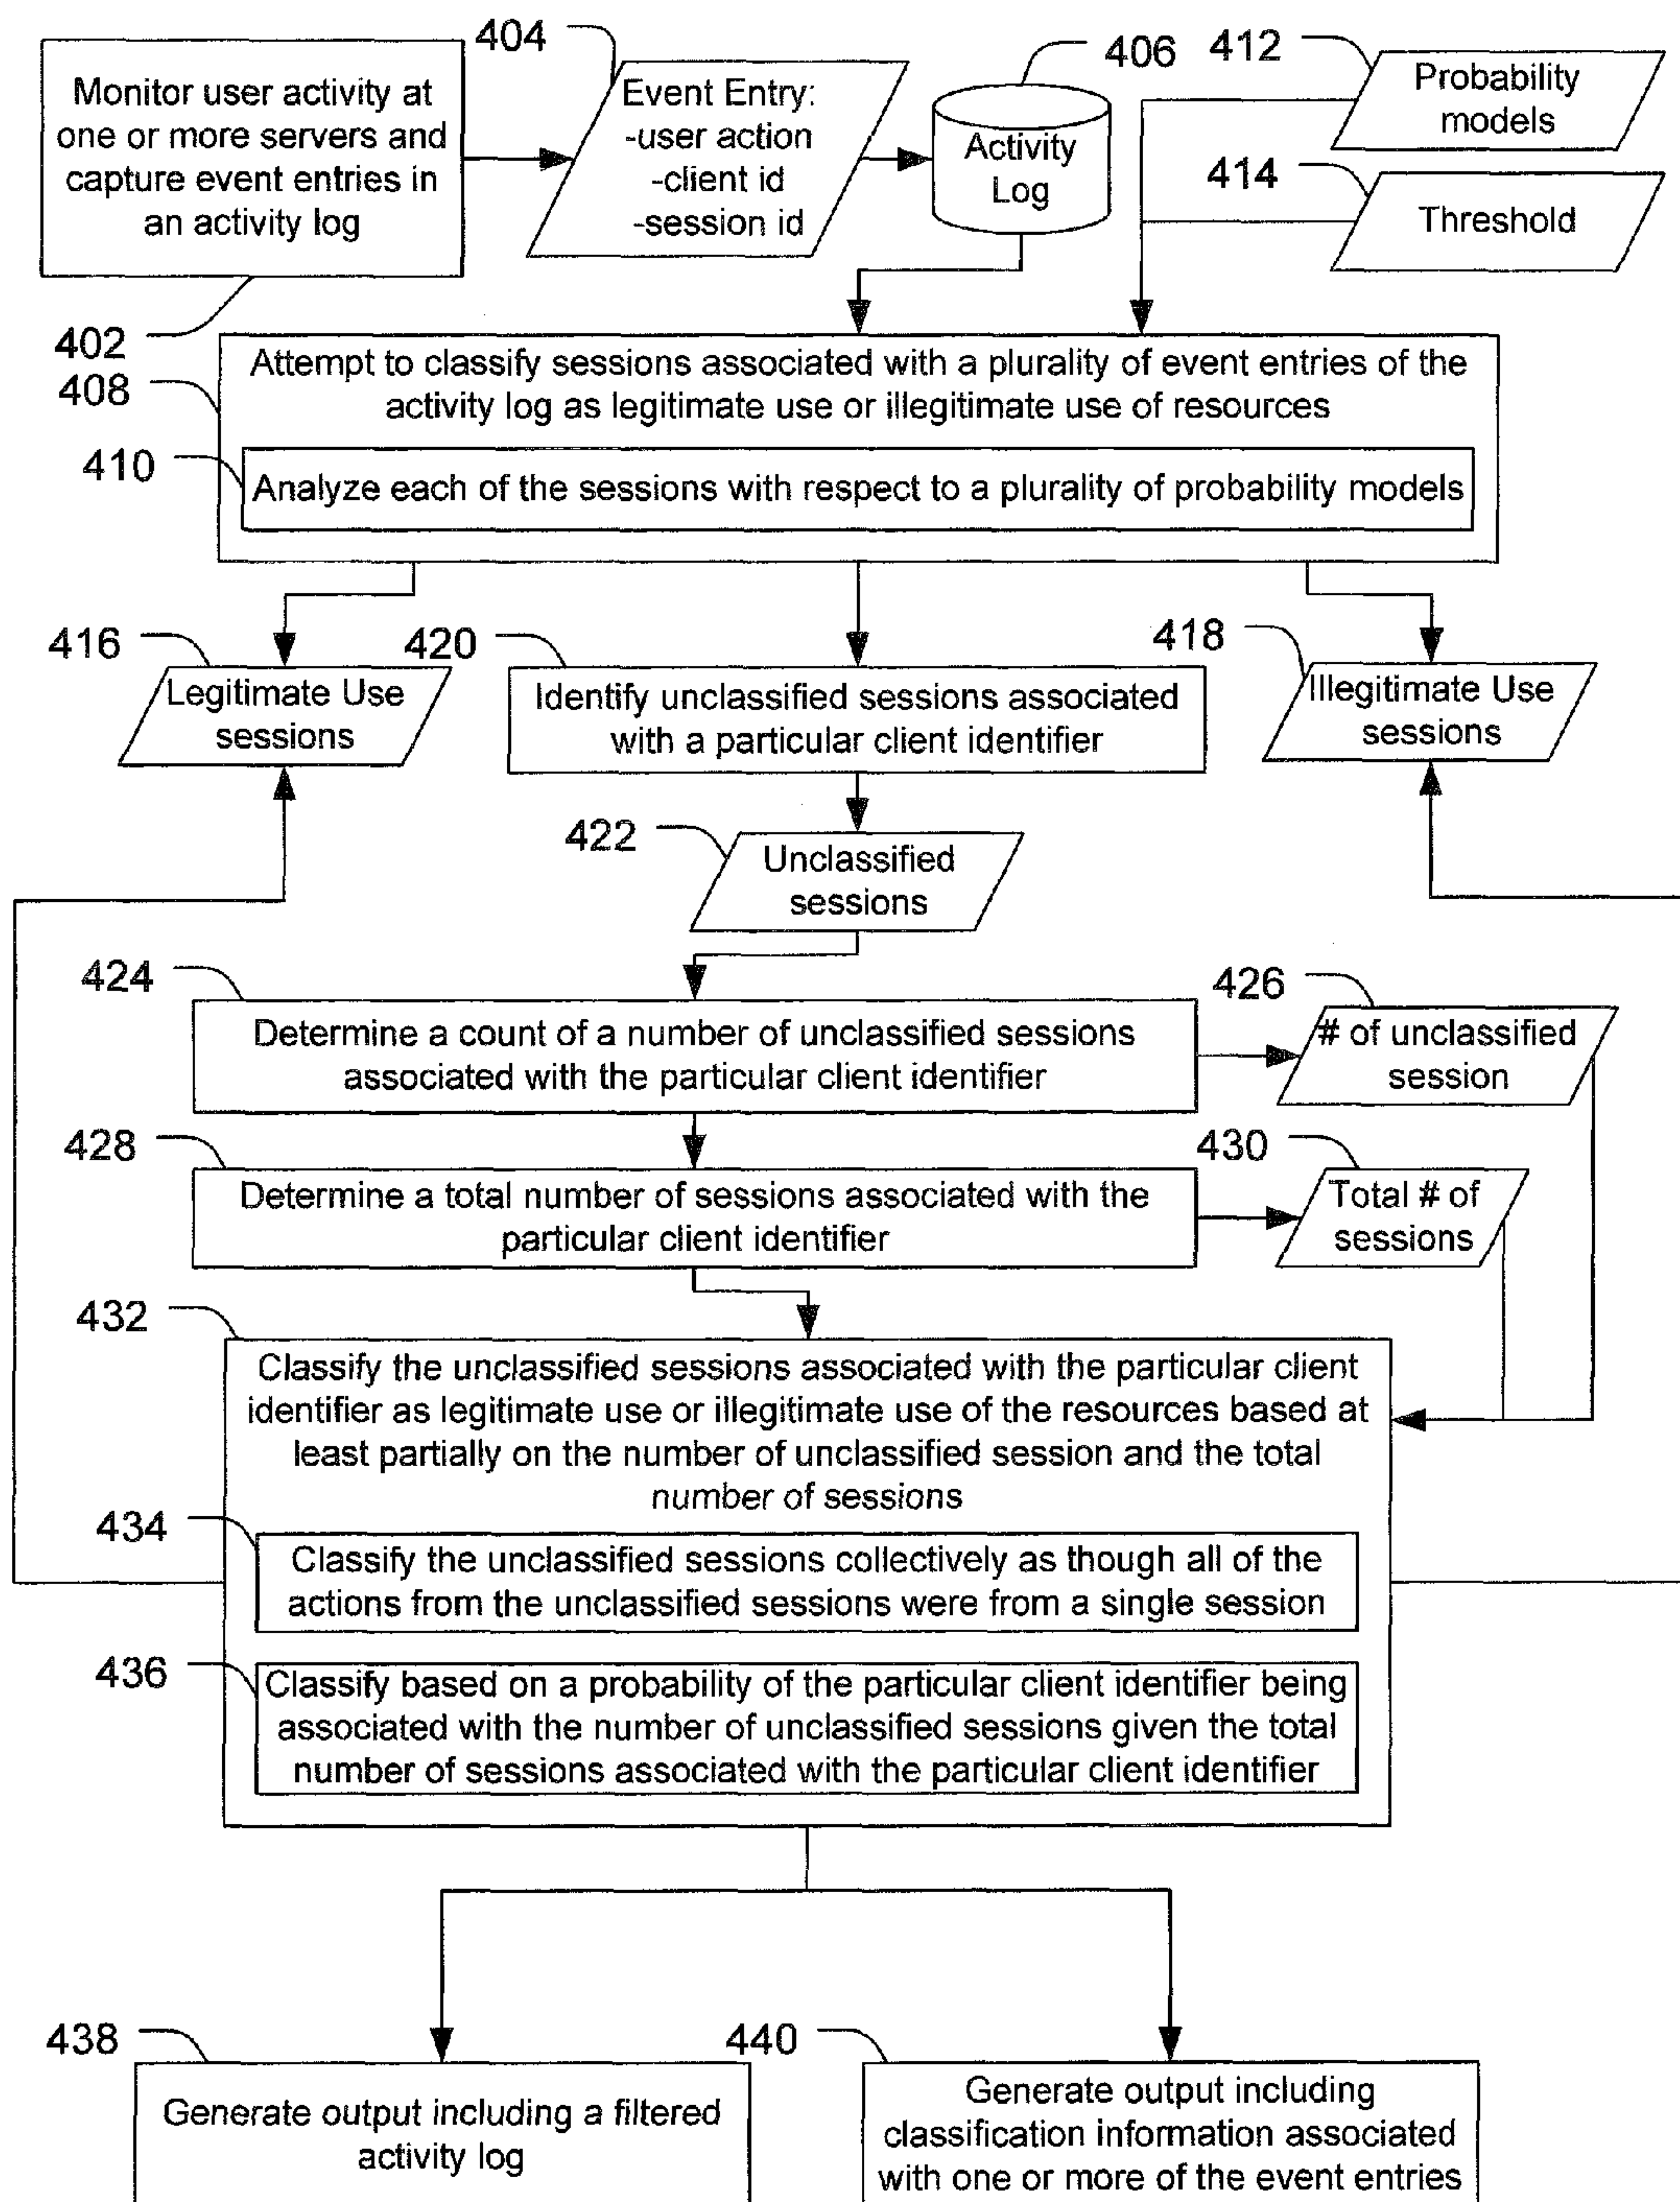 404
406
412
Monitor user activity at
one or more servers and
capture event entries in
an activity log
Event Entry:
-user action
-client id
-session id
Activity
Log
Probability
models
414
Threshold
402
408
Attempt to classify sessions associated with a plurality of event entries of the
activity log as legitimate use or illegitimate use of resources
410
Analyze each of the sessions with respect to a plurality of probability models
416
420
418
Legitimate Use
sessions
Identify unclassified sessions associated
with a particular client identifier
Illegitimate Use
sessions
422
Unclassified
sessions
424
426
Determine a count of a number of unclassified sessions
associated with the particular client identifier
# of unclassified
session
428
430
Determine a total number of sessions associated with the
particular client identifier
Total # of
sessions
432
Classify the unclassified sessions associated with the particular client
identifier as legitimate use or illegitimate use of the resources based at
least partially on the number of unclassified session and the total
number of sessions
434
Classify the unclassified sessions collectively as though all of the
actions from the unclassified sessions were from a single session
436
Classify based on a probability of the particular client identifier being
associated with the number of unclassified sessions given the total
number of sessions associated with the particular client identifier
438
440
Generate output including a filtered
activity log
Generate output including
classification information associated
with one or more of the event entries